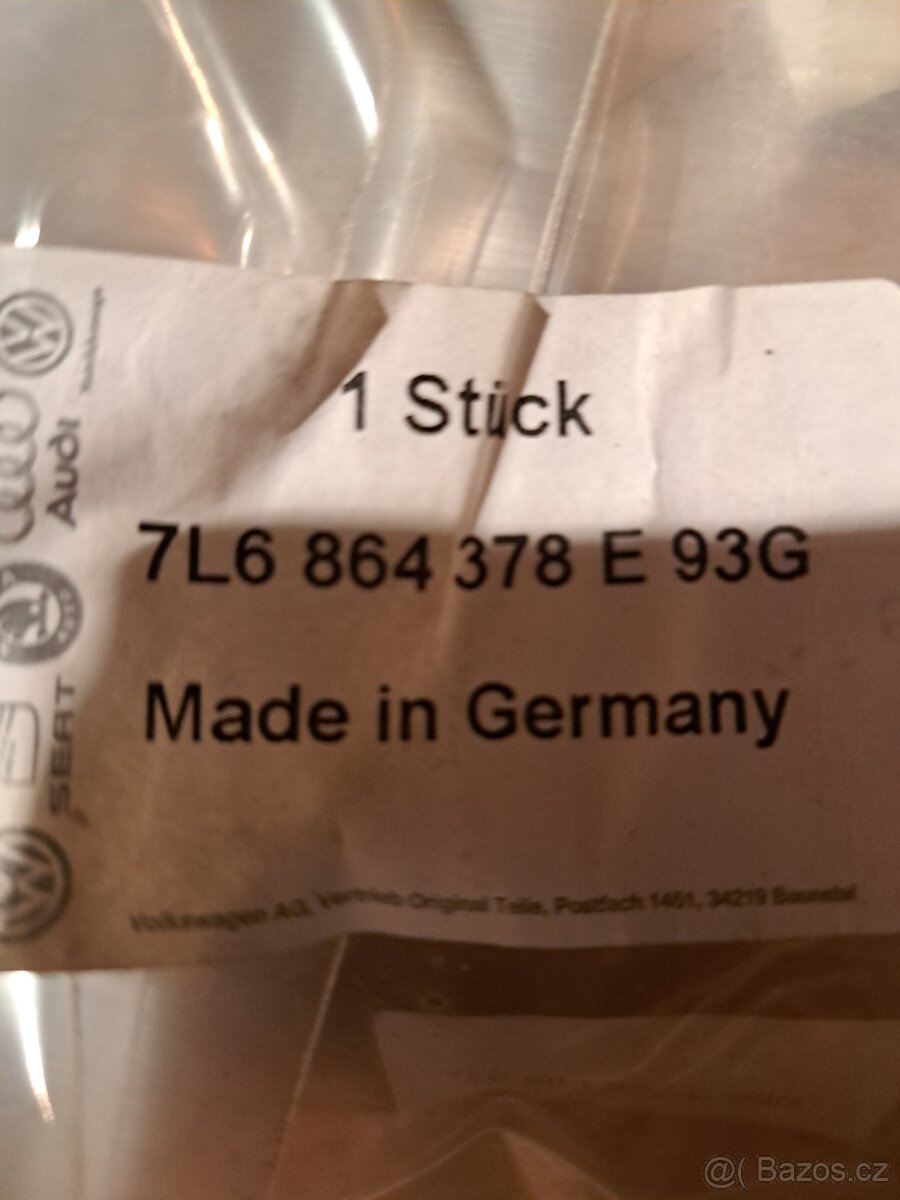 1 Stück
7L6 864 378 E 93G
Made in Germany
Volkswagen AG, Vertrieb Original Teile, Postfach 1451, 34219 Baunatal
Audi
SEAT
@( Bazos.cz